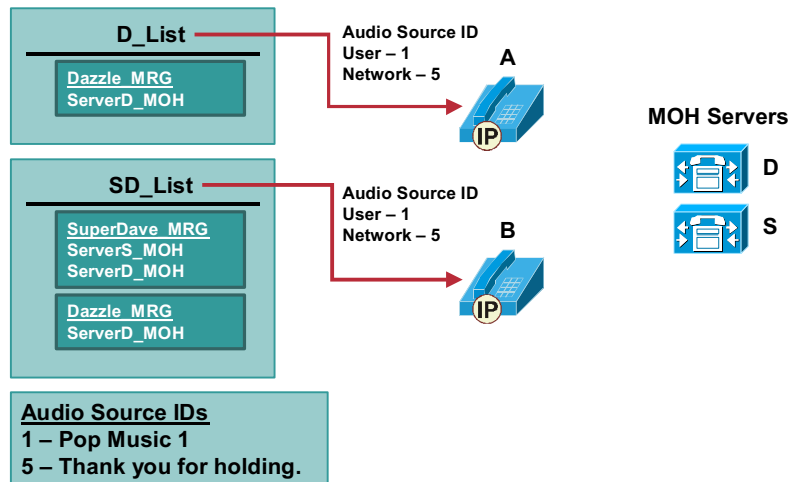 D_List
Dazzle_MRG
ServerD_MOH
Audio Source ID
User – 1
Network – 5
A
IP
MOH Servers
D
S
SD_List
SuperDave_MRG
ServerS_MOH
ServerD_MOH
Dazzle_MRG
ServerD_MOH
Audio Source ID
User – 1
Network – 5
B
IP
Audio Source IDs
1 – Pop Music 1
5 – Thank you for holding.